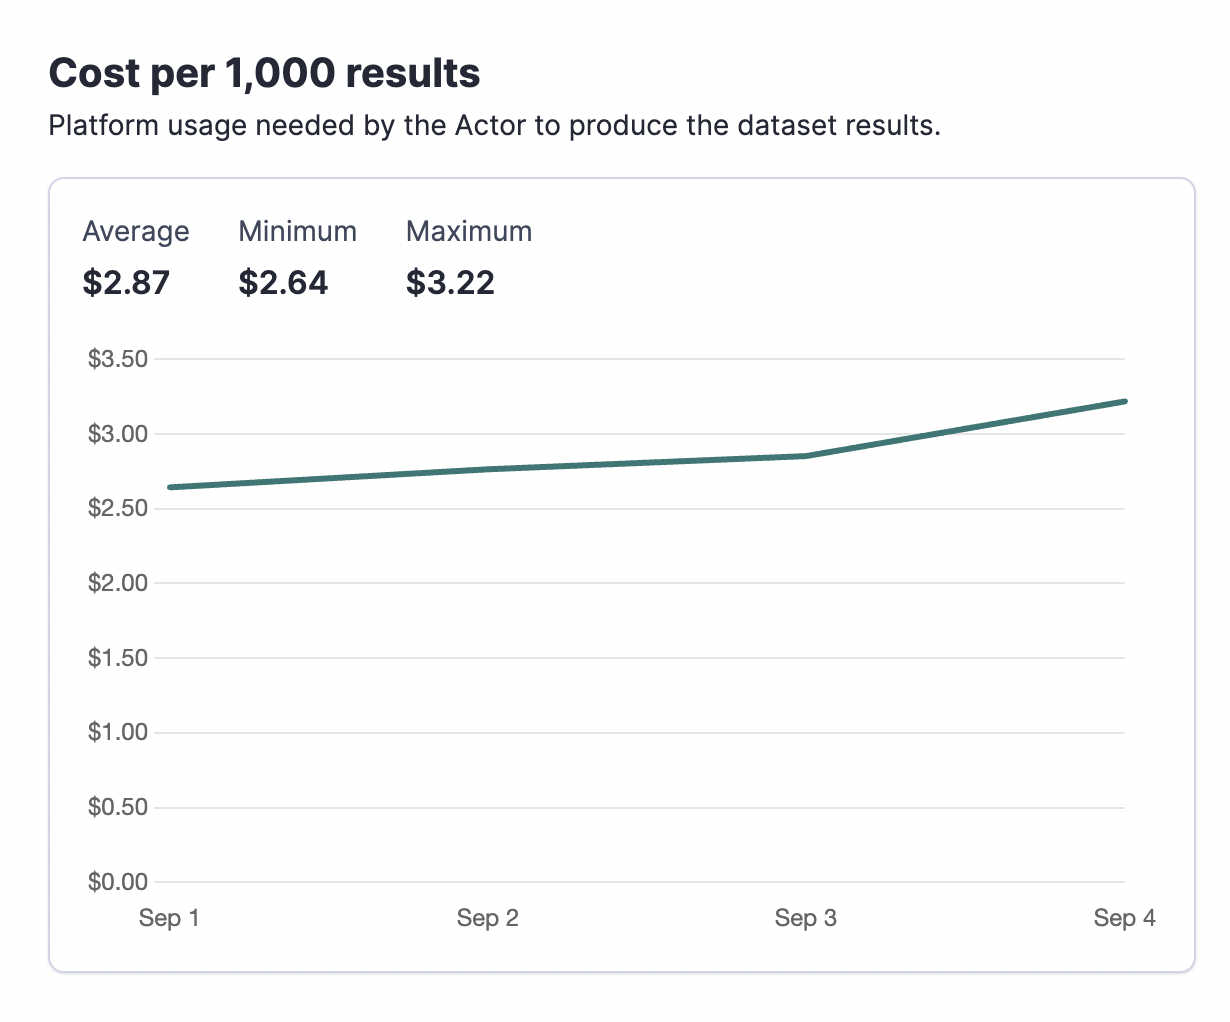 Cost per 1,000 results
Platform usage needed by the Actor to produce the dataset results.
Average Minimum Maximum
$2.87 $2.64 $3.22
$3.50
$3.00
$2.50
$2.00
$1.50
$1.00
$0.50
$0.00
Sep 1 Sep 2 Sep 3 Sep 4